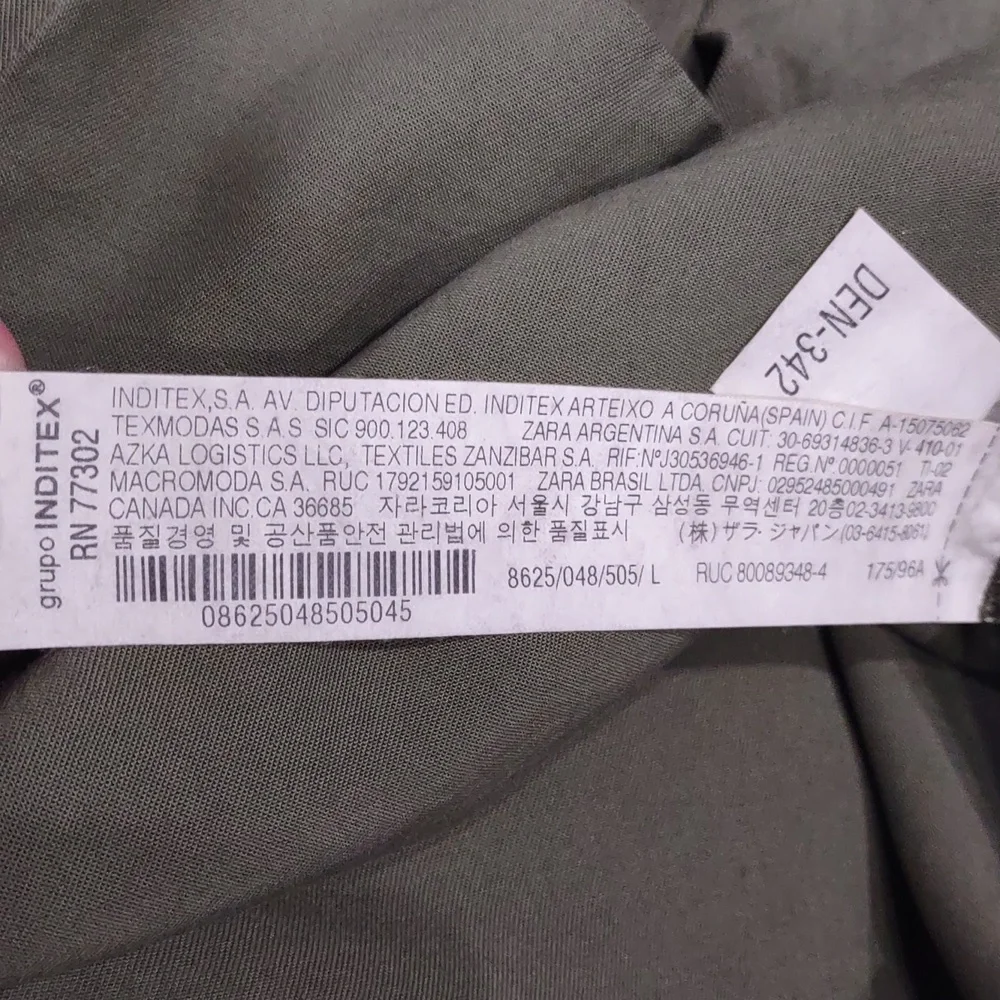 grupo INDITEX®
RN 77302
INDITEX,S.A. AV. DIPUTACION ED. INDITEX ARTEIXO A CORUÑA(SPAIN) C.I.F. A-15075062
TEXMODAS S.A.S SIC 900.123.408 ZARA ARGENTINA S.A. CUIT: 30-69314836-3 V-410-01
AZKA LOGISTICS LLC, TEXTILES ZANZIBAR S.A. RIF:NºJ30536946-1 REG.Nº.0000051 TI-02
MACROMODA S.A. RUC 1792159105001 ZARA BRASIL LTDA. CNPJ: 02952485000491 ZARA
CANADA INC.CA 36685 자라코리아 서울시 강남구 삼성동 무역센터 20층02-3413-9800
품질경영 및 공산품안전 관리법에 의한 품질표시 (株) ザラ・ジャパン(03-6415-8061)
8625/048/505/ L RUC 80089348-4 175/96A
08625048505045
DEN-342